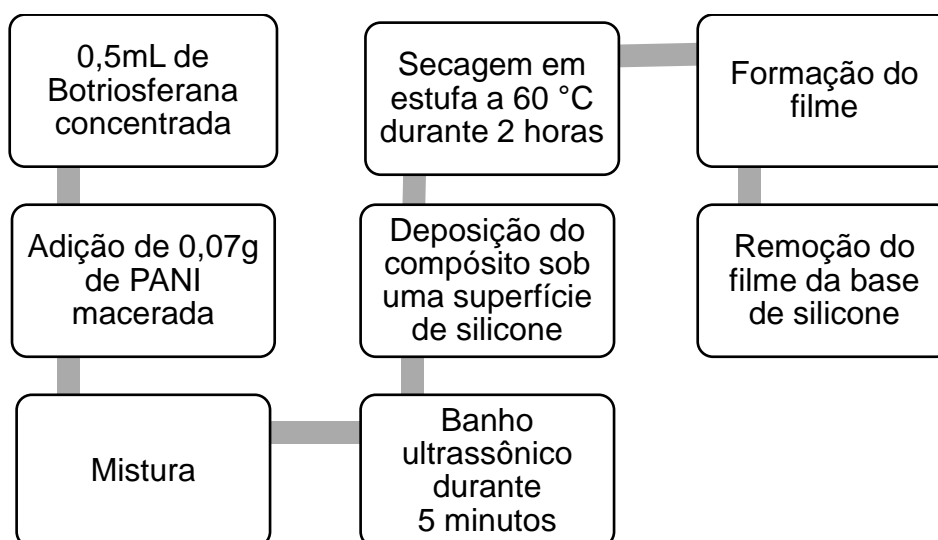 0,5mL de
Botriosferana
concentrada
Adição de 0,07g
de PANI
macerada
Mistura
Banho
ultrassônico
durante
5 minutos
Deposição do
compósito sob
uma superfície
de silicone
Secagem em
estufa a 60 °C
durante 2 horas
Formação do
filme
Remoção do
filme da base
de silicone